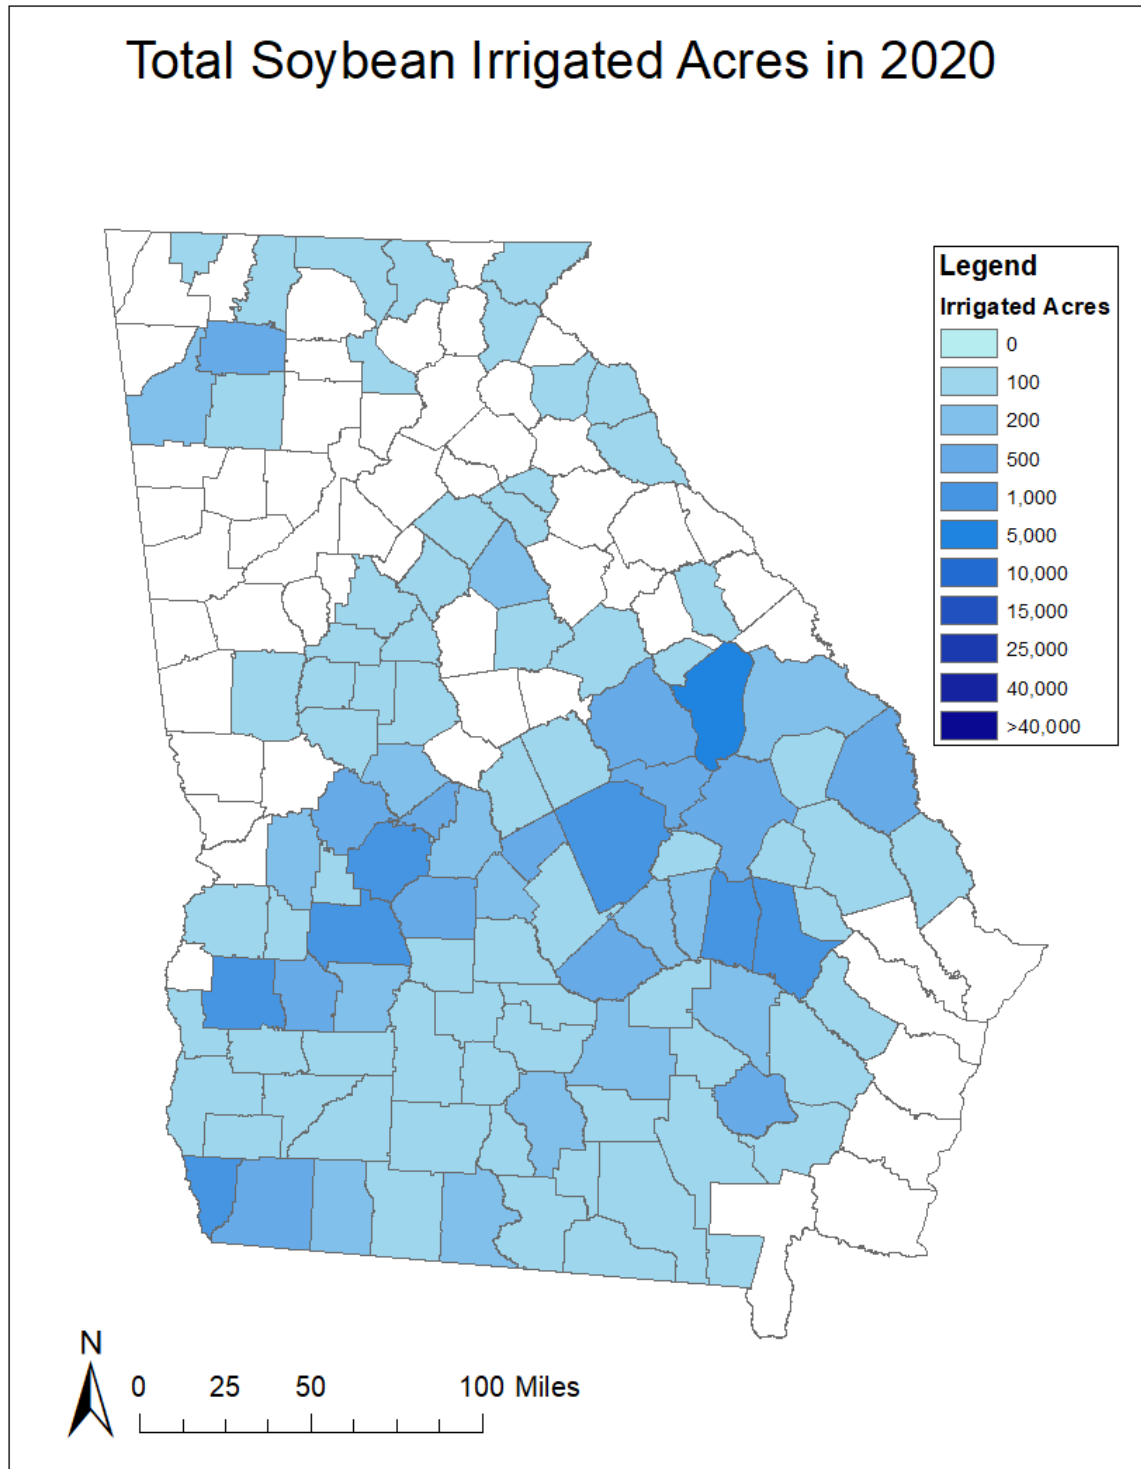 Total Soybean Irrigated Acres in 2020
Legend
Irrigated Acres
0
100
200
500
1,000
5,000
10,000
15,000
25,000
40,000
>40,000
N
0 25 50 100 Miles